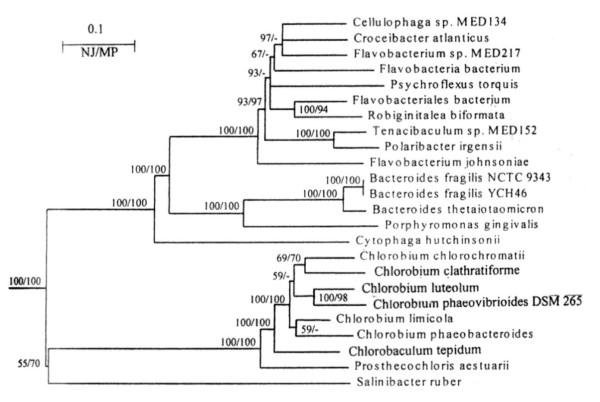 0.1
NJ/MP
Cellulophaga sp. MED134
97/-
Croceibacter atlanticus
67/-
Flavobacterium sp. MED217
93/-
Flavobacteria bacterium
Psychroflexus torquis
93/97
Flavobacteriales bacterium
100/94
Robiginitalea biformata
100/100
100/100
Tenacibaculum sp. MED152
Polaribacter irgensii
Flavobacterium johnsoniae
100/100
100/100
Bacteroides fragilis NCTC 9343
Bacteroides fragilis YCH46
100/100
100/100
100/100
Bacteroides thetaiotaomicron
Porphyromonas gingivalis
Cytophaga hutchinsonii
69/70
Chlorobium chlorochromatii
59/-
Chlorobium clathratiforme
100/100
Chlorobium luteolum
100/98
Chlorobium phaeovibrioides DSM 265
100/100
Chlorobium limicola
100/100
59/-
Chlorobium phaeobacteroides
100/100
Chlorobaculum tepidum
55/70
Prosthecochloris aestuarii
Salinibacter ruber